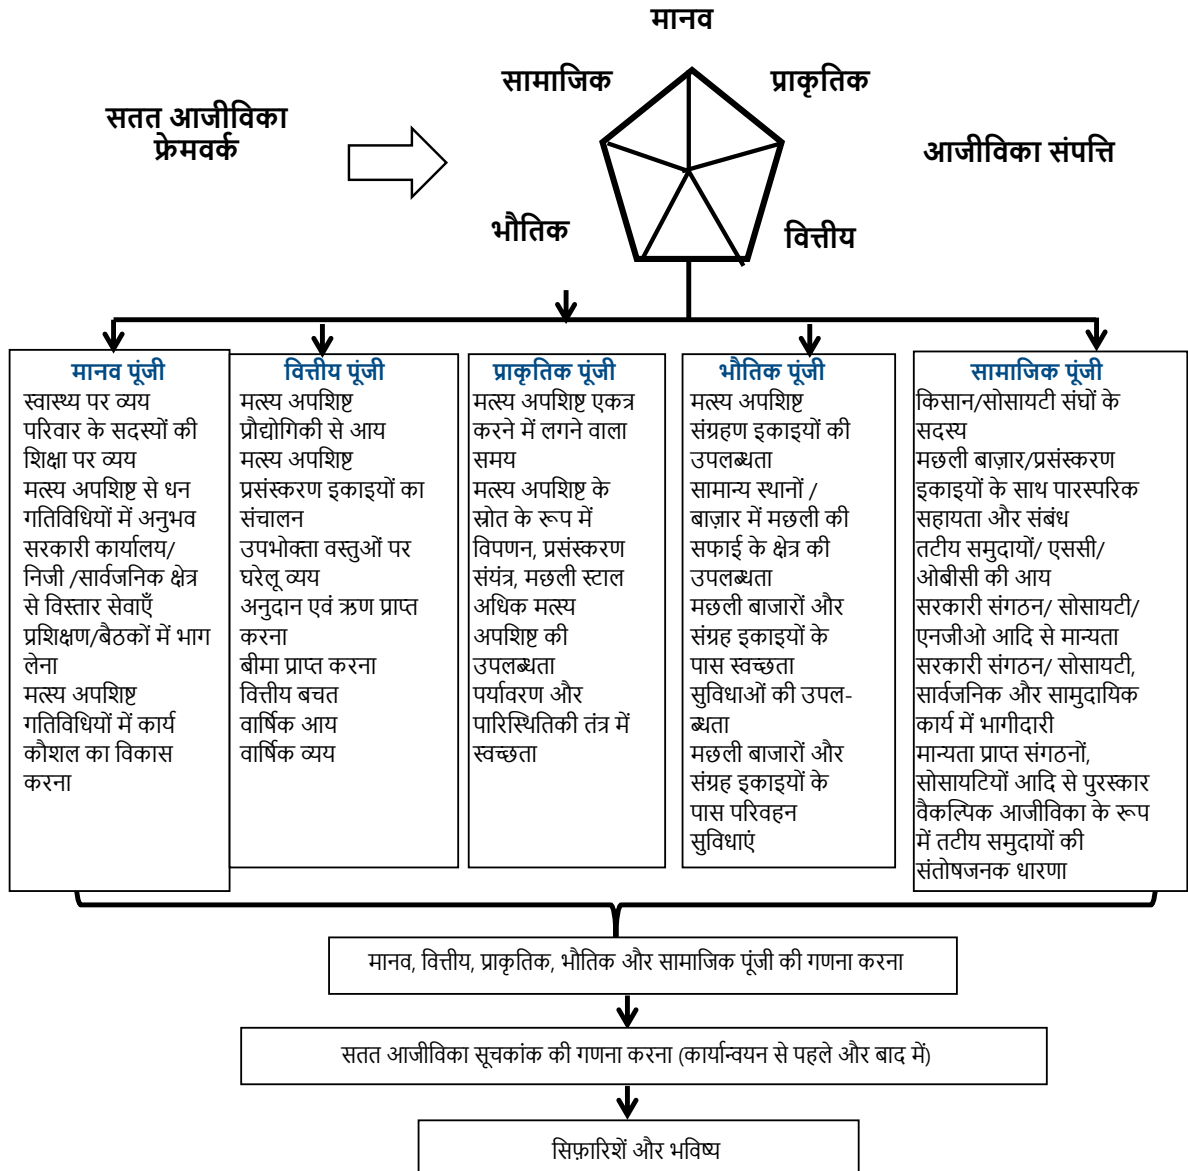 मानव
सामाजिक
प्राकृतिक
सतत आजीविका
फ्रेमवर्क
आजीविका संपत्ति
भौतिक
वित्तीय
मानव पूंजी
स्वास्थ्य पर व्यय
परिवार के सदस्यों की
शिक्षा पर व्यय
मत्स्य अपशिष्ट से धन
गतिविधियों में अनुभव
सरकारी कार्यालय/
निजी /सार्वजनिक क्षेत्र
से विस्तार सेवाएँ
प्रशिक्षण/बैठकों में भाग
लेना
मत्स्य अपशिष्ट
गतिविधियों में कार्य
कौशल का विकास
करना
वित्तीय पूंजी
मत्स्य अपशिष्ट
प्रौद्योगिकी से आय
मत्स्य अपशिष्ट
प्रसंस्करण इकाइयों का
संचालन
उपभोक्ता वस्तुओं पर
घरेलू व्यय
अनुदान एवं ऋण प्राप्त
करना
बीमा प्राप्त करना
वित्तीय बचत
वार्षिक आय
वार्षिक व्यय
प्राकृतिक पूंजी
मत्स्य अपशिष्ट एकत्र
करने में लगने वाला
समय
मत्स्य अपशिष्ट के
स्रोत के रूप में
विपणन, प्रसंस्करण
संयंत्र, मछली स्टाल
अधिक मत्स्य
अपशिष्ट की
उपलब्धता
पर्यावरण और
पारिस्थितिकी तंत्र में
स्वच्छता
भौतिक पूंजी
मत्स्य अपशिष्ट
संग्रहण इकाइयों की
उपलब्धता
सामान्य स्थानों /
बाज़ार में मछली की
सफाई के क्षेत्र की
उपलब्धता
मछली बाजारों और
संग्रह इकाइयों के
पास स्वच्छता
सुविधाओं की उपल-
ब्धता
मछली बाजारों और
संग्रह इकाइयों के
पास परिवहन
सुविधाएं
सामाजिक पूंजी
किसान/सोसायटी संघों के
सदस्य
मछली बाज़ार/प्रसंस्करण
इकाइयों के साथ पारस्परिक
सहायता और संबंध
तटीय समुदायों/ एससी/
ओबीसी की आय
सरकारी संगठन/ सोसायटी/
एनजीओ आदि से मान्यता
सरकारी संगठन/ सोसायटी,
सार्वजनिक और सामुदायिक
कार्य में भागीदारी
मान्यता प्राप्त संगठनों,
सोसायटियों आदि से पुरस्कार
वैकल्पिक आजीविका के रूप
में तटीय समुदायों की
संतोषजनक धारणा
मानव, वित्तीय, प्राकृतिक, भौतिक और सामाजिक पूंजी की गणना करना
सतत आजीविका सूचकांक की गणना करना (कार्यान्वयन से पहले और बाद में)
सिफ़ारिशें और भविष्य